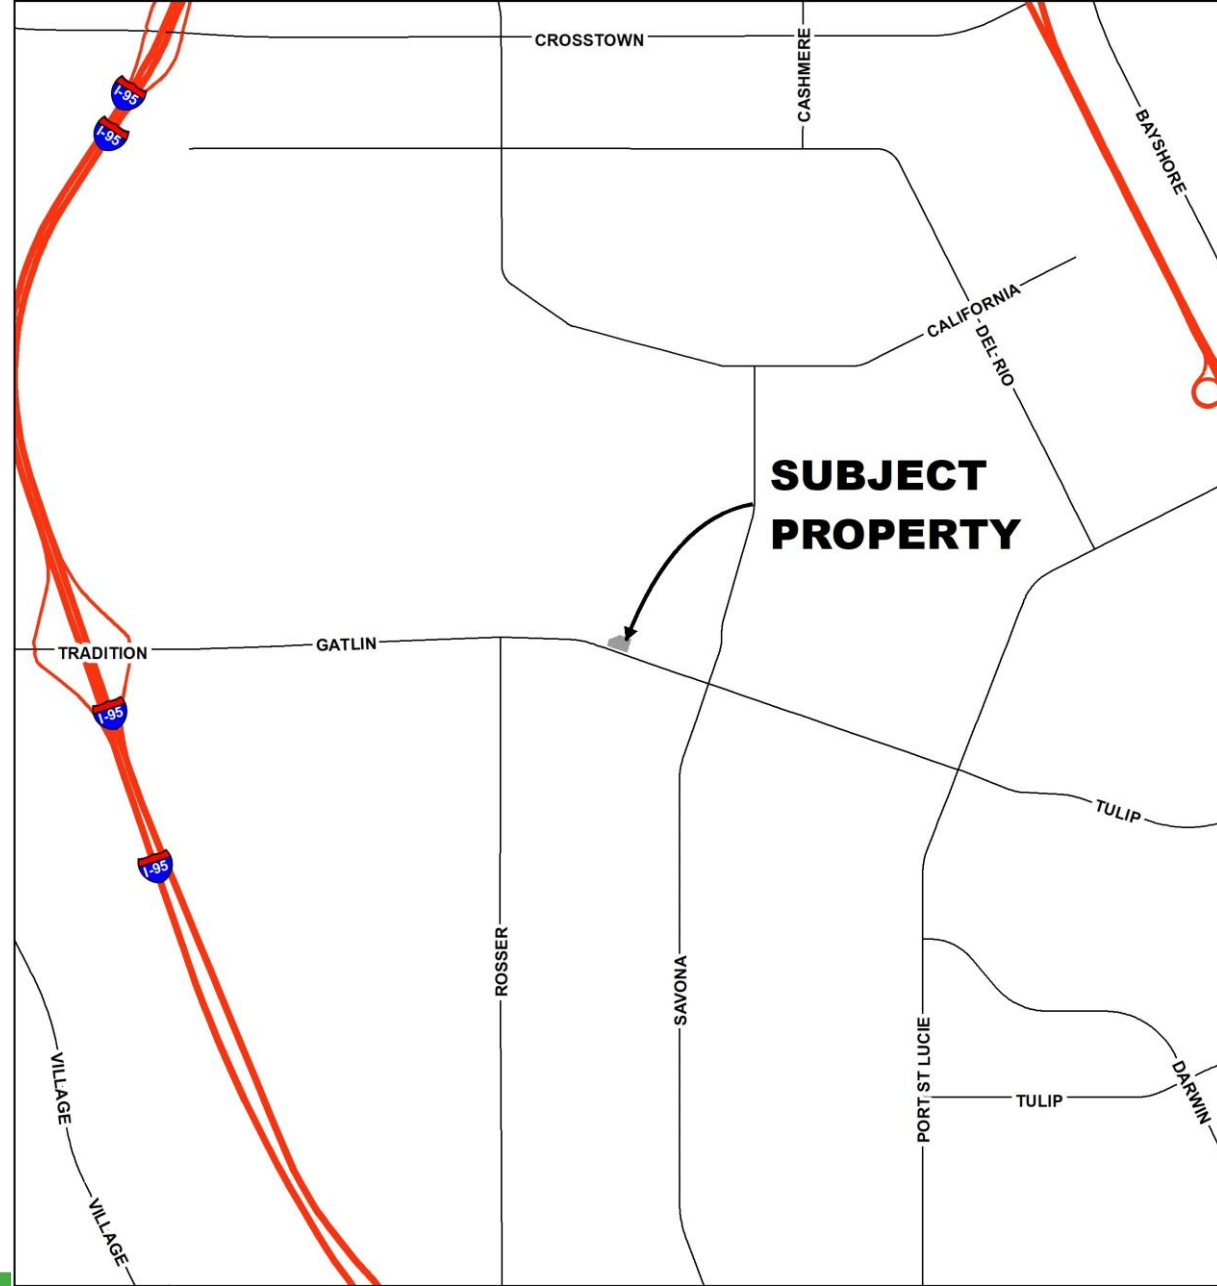 CROSSTOWN
CASHMERE
I-95
I-95
BAYSHORE
CALIFORNIA
DEL RIO
SUBJECT
PROPERTY
TRADITION
GATLIN
I-95
TULIP
I-95
ROSSER
SAVONA
PORT ST LUCIE
VILLAGE
TULIP
DARWIN
VILLAGE